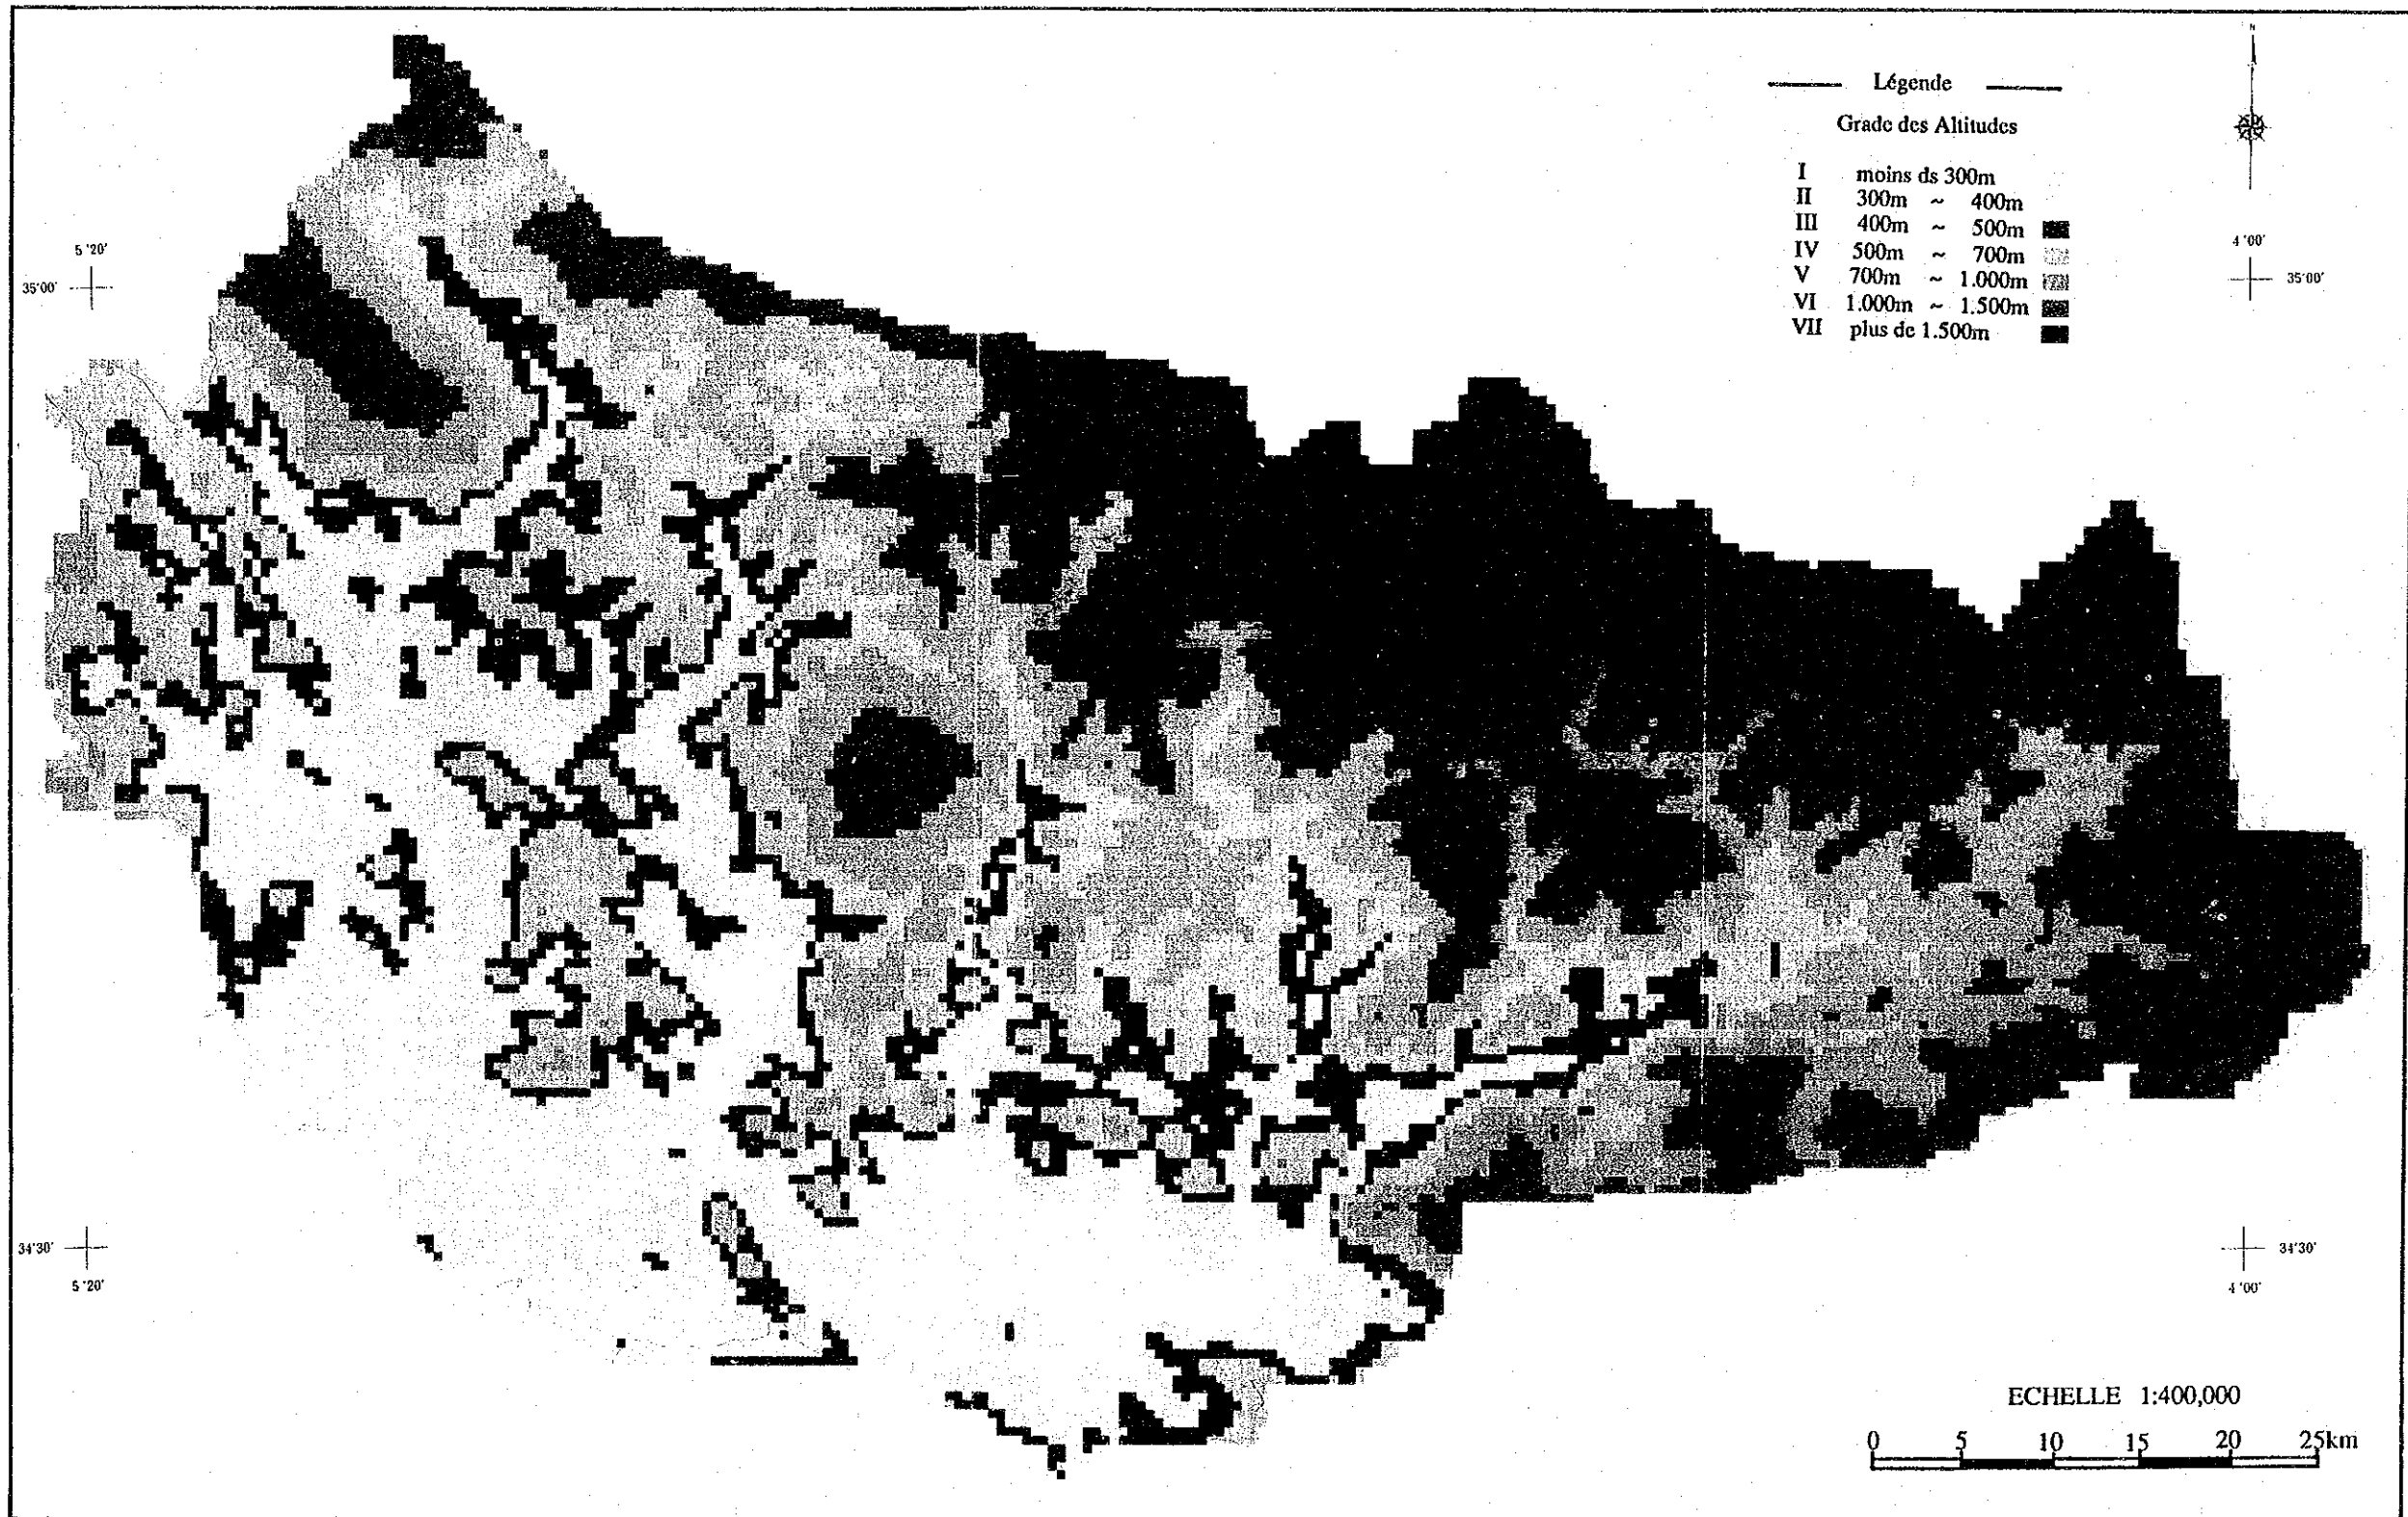 N
Légende
Grade des Altitudes
I moins ds 300m
II 300m ~ 400m
III 400m ~ 500m
IV 500m ~ 700m
V 700m ~ 1.000m
VI 1.000m ~ 1.500m
VII plus de 1.500m
5 '20'
35'00'
4 '00'
35'00'
34'30'
5 '20'
34'30'
4 '00'
ECHELLE 1:400,000
0 5 10 15 20 25km